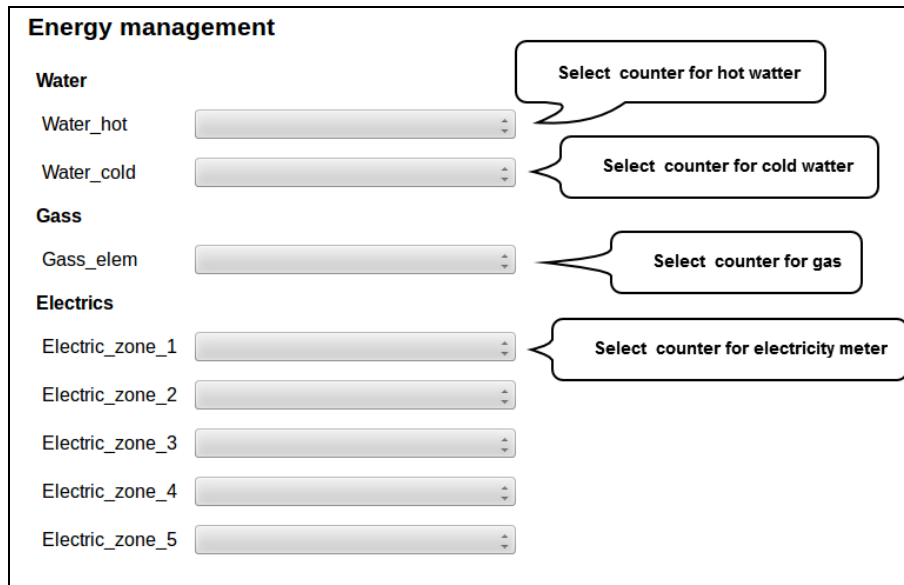 Energy management
Water
Select counter for hot watter
Water_hot
Water_cold
Select counter for cold watter
Gass
Gass_elem
Select counter for gas
Electrics
Electric_zone_1
Select counter for electricity meter
Electric_zone_2
Electric_zone_3
Electric_zone_4
Electric_zone_5